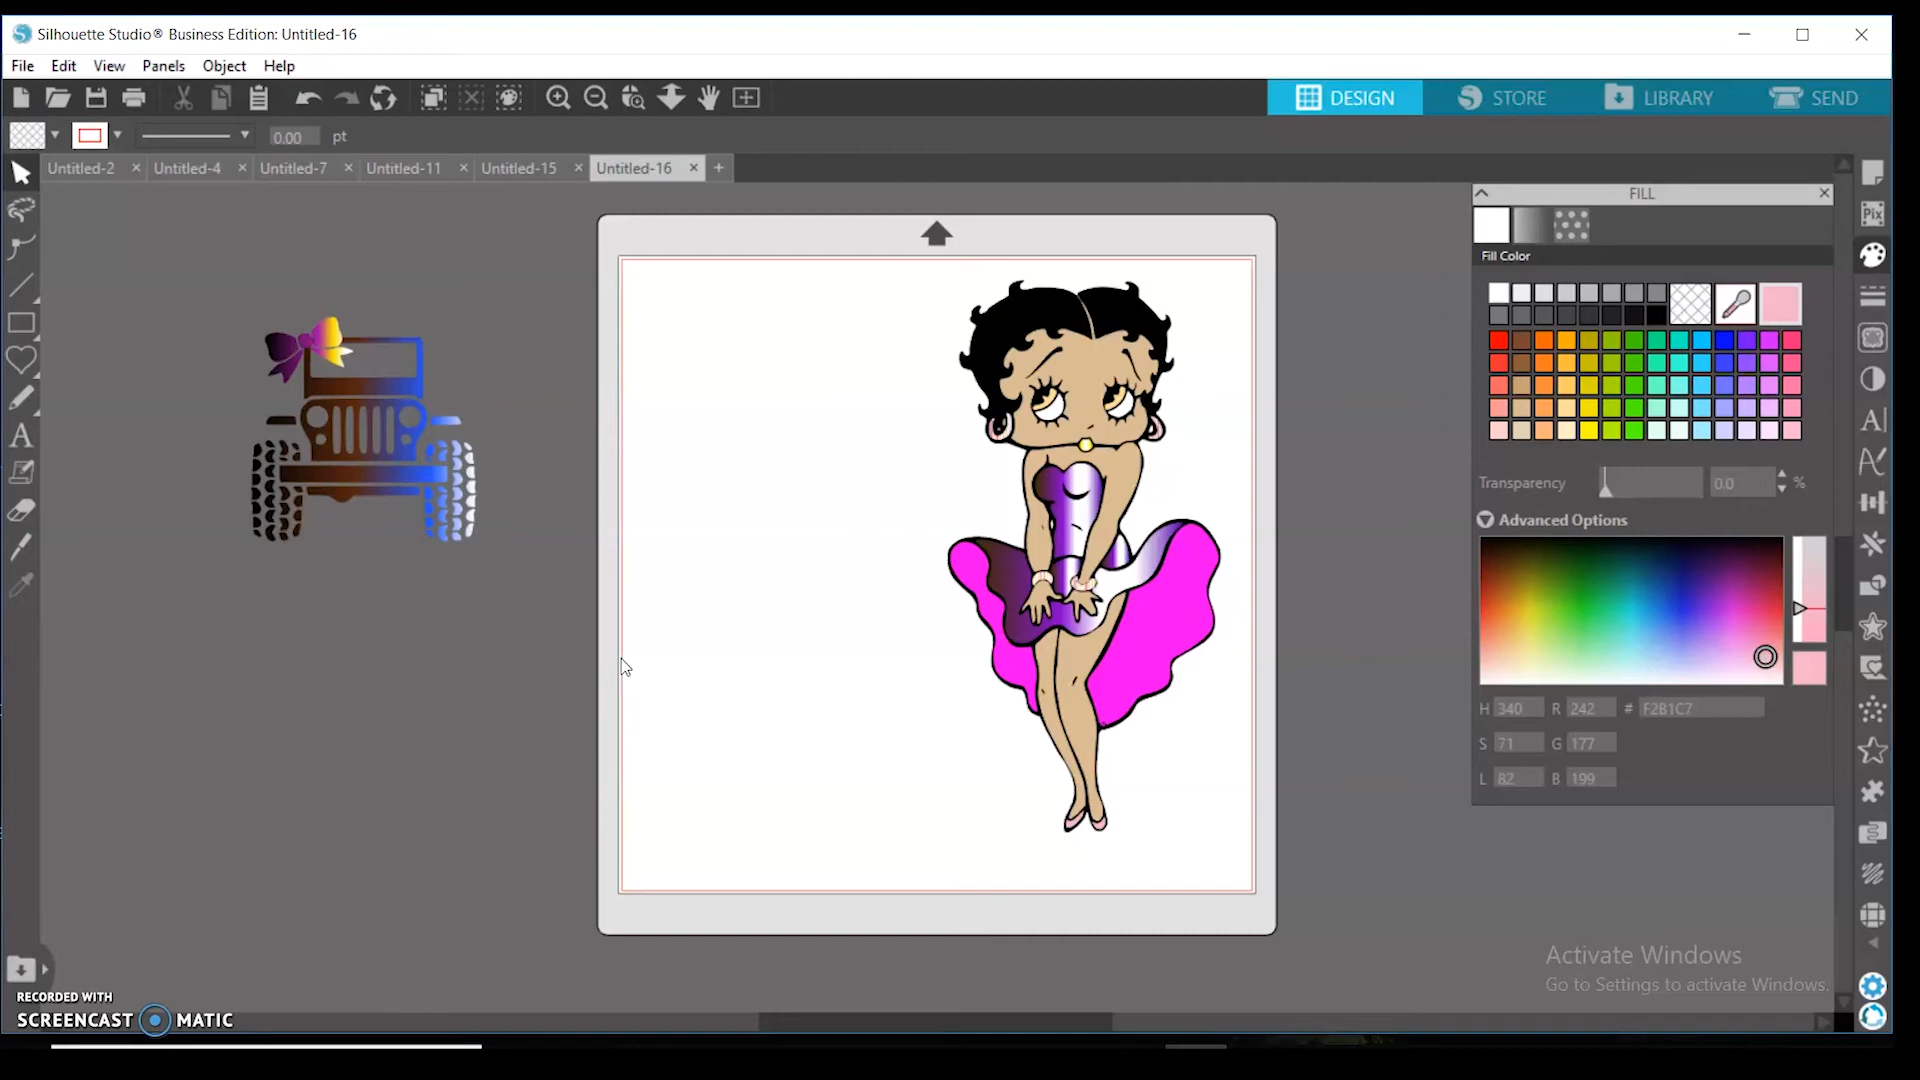 Silhouette Studio® Business Edition: Untitled-16
File Edit View Panels Object Help
DESIGN STORE LIBRARY SEND
0.00 pt
Untitled-2 Untitled-4 Untitled-7 Untitled-11 Untitled-15 Untitled-16
FILL
Pix
Fill Color
Transparency 0.0 %
Advanced Options
H 340 R 242 # F2B1C7
S 71 G 177
L 82 B 199
Activate Windows
Go to Settings to activate Windows.
RECORDED WITH
SCREENCAST MATIC